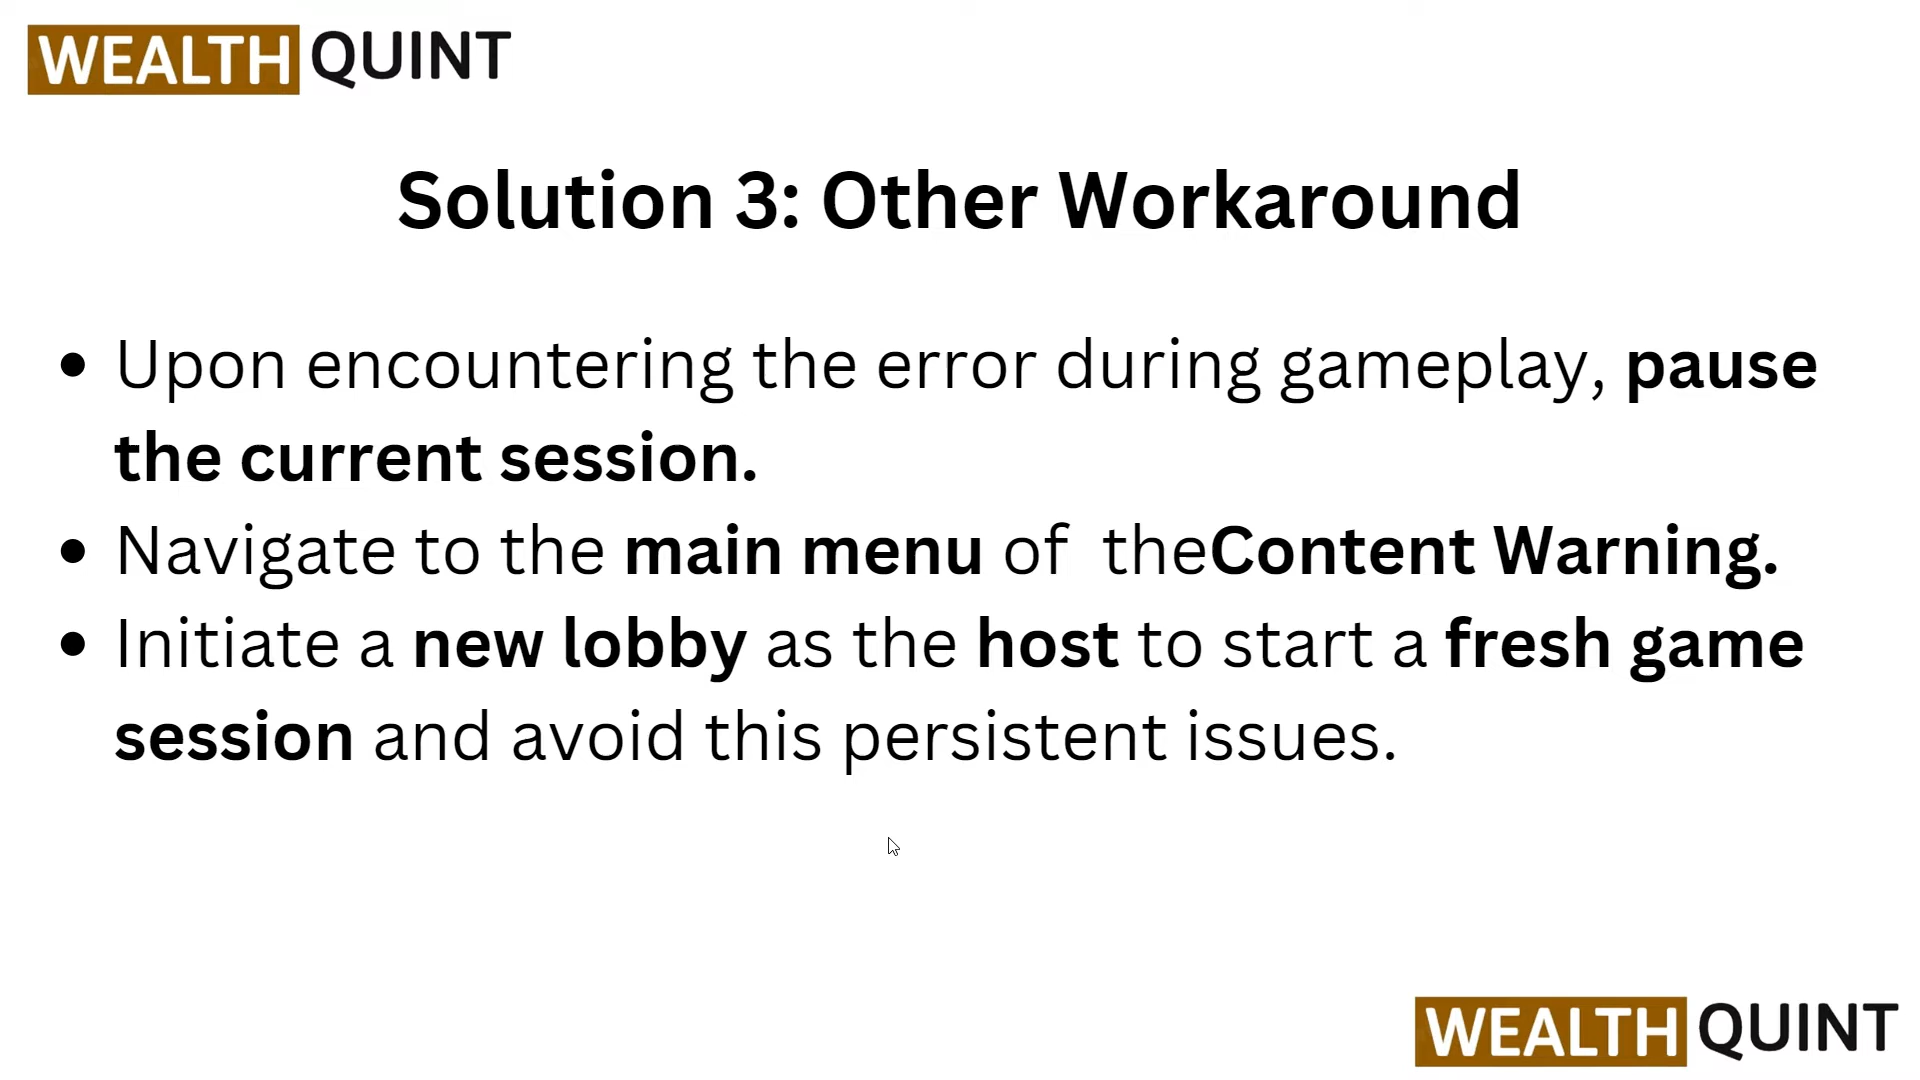 WEALTH QUINT
Solution 3: Other Workaround
• Upon encountering the error during gameplay, pause
the current session.
• Navigate to the main menu of  theContent Warning.
• Initiate a new lobby as the host to start a fresh game
session and avoid this persistent issues.
WEALTH QUINT